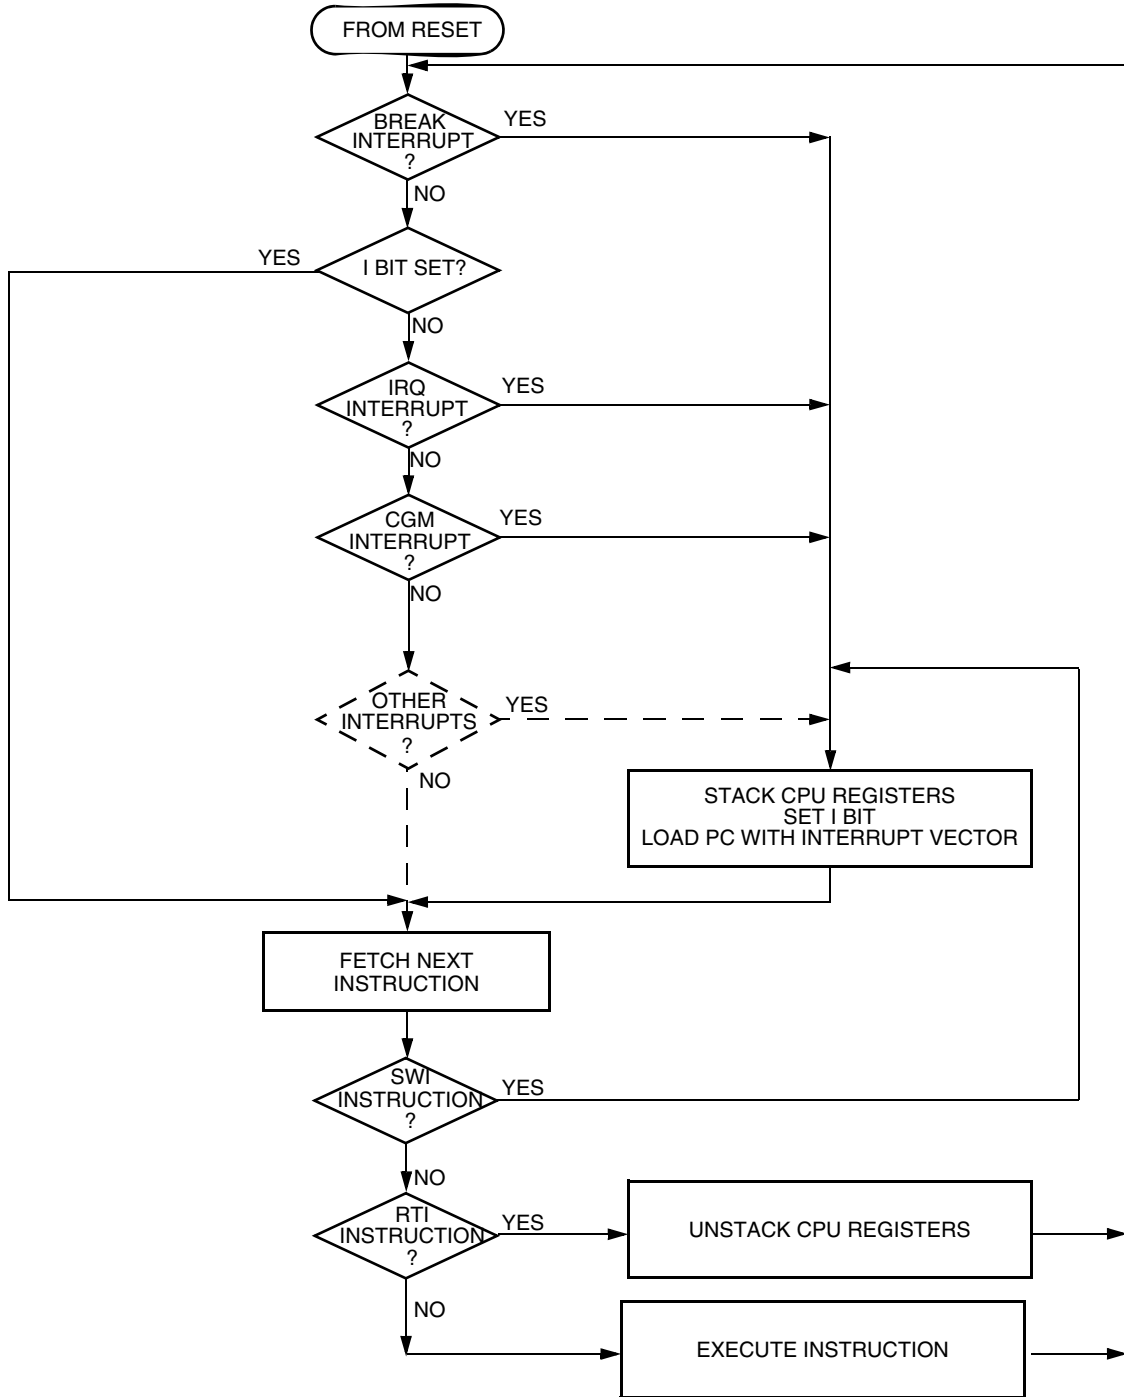 FROM RESET
BREAK
INTERRUPT
?
YES
NO
YES
I BIT SET?
NO
IRQ
INTERRUPT
?
YES
NO
CGM
INTERRUPT
?
YES
NO
OTHER
INTERRUPTS
?
YES
NO
STACK CPU REGISTERS
SET I BIT
LOAD PC WITH INTERRUPT VECTOR
FETCH NEXT
INSTRUCTION
SWI
INSTRUCTION
?
YES
NO
RTI
INSTRUCTION
?
YES
UNSTACK CPU REGISTERS
NO
EXECUTE INSTRUCTION